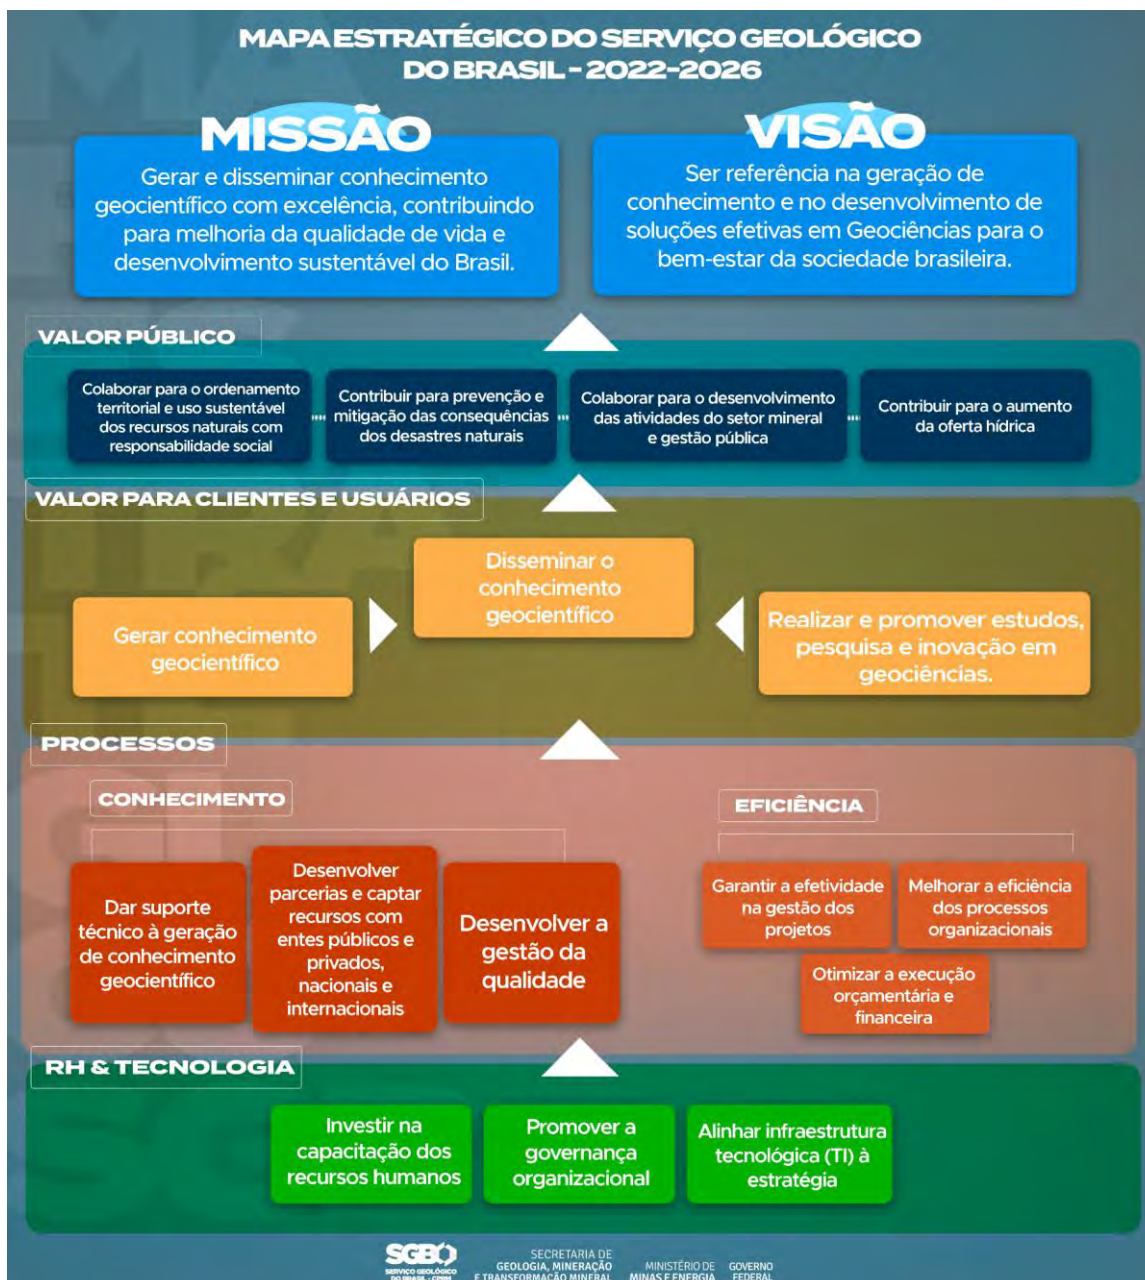 MAPA ESTRATÉGICO DO SERVIÇO GEOLÓGICO
DO BRASIL - 2022-2026
MISSÃO
Gerar e disseminar conhecimento
geocientífico com excelência, contribuindo
para melhoria da qualidade de vida e
desenvolvimento sustentável do Brasil.
VISÃO
Ser referência na geração de
conhecimento e no desenvolvimento de
soluções efetivas em Geociências para o
bem-estar da sociedade brasileira.
VALOR PÚBLICO
Colaborar para o ordenamento
territorial e uso sustentável
dos recursos naturais com
responsabilidade social
Contribuir para prevenção e
mitigação das consequências
dos desastres naturais
Colaborar para o desenvolvimento
das atividades do setor mineral
e gestão pública
Contribuir para o aumento
da oferta hídrica
VALOR PARA CLIENTES E USUÁRIOS
Gerar conhecimento
geocientífico
Disseminar o
conhecimento
geocientífico
Realizar e promover estudos,
pesquisa e inovação em
geociências.
PROCESSOS
CONHECIMENTO
Dar suporte
técnico à geração
de conhecimento
geocientífico
Desenvolver
parcerias e captar
recursos com
entes públicos e
privados,
nacionais e
internacionais
Desenvolver a
gestão da
qualidade
EFICIÊNCIA
Garantir a efetividade
na gestão dos
projetos
Melhorar a eficiência
dos processos
organizacionais
Otimizar a execução
orçamentária e
financeira
RH & TECNOLOGIA
Investir na
capacitação dos
recursos humanos
Promover a
governança
organizacional
Alinhar infraestrutura
tecnológica (TI) à
estratégia
SGB
SERVIÇO GEOLÓGICO
DO BRASIL - CPRM
SECRETARIA DE
GEOLOGIA, MINERAÇÃO
E TRANSFORMAÇÃO MINERAL
MINISTÉRIO DE
MINAS E ENERGIA
GOVERNO
FEDERAL